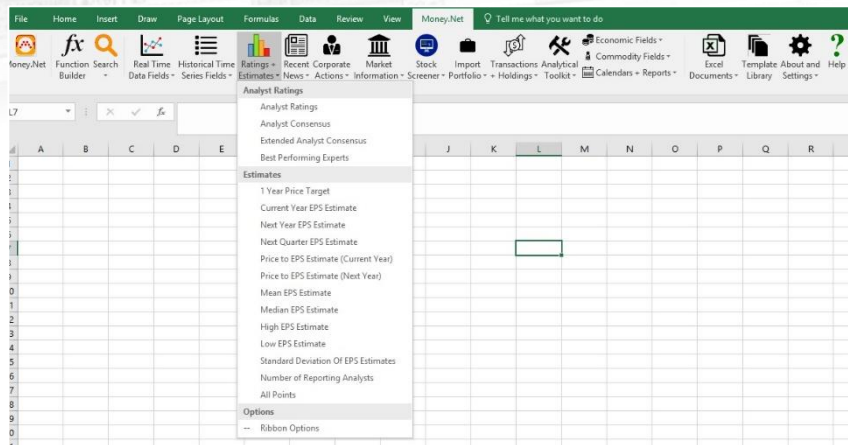 File Home Insert Draw Page Layout Formulas Data Review View Money.Net Tell me what you want to do
Money.Net
fx
Function Builder
Search
Real Time Data Fields
Historical Time Series Fields
Ratings + Estimates
Recent News
Corporate Actions
Market Information
Stock Screener
Import Portfolio
Transactions + Holdings
Analytical Toolkit
Economic Fields
Commodity Fields
Calendars + Reports
Excel Documents
Template Library
About and Settings
Help
L7 fx
A B C D E J K L M N O P Q R
Analyst Ratings
Analyst Ratings
Analyst Consensus
Extended Analyst Consensus
Best Performing Experts
Estimates
1 Year Price Target
Current Year EPS Estimate
Next Year EPS Estimate
Next Quarter EPS Estimate
Price to EPS Estimate (Current Year)
Price to EPS Estimate (Next Year)
Mean EPS Estimate
Median EPS Estimate
High EPS Estimate
Low EPS Estimate
Standard Deviation Of EPS Estimates
Number of Reporting Analysts
All Points
Options
-- Ribbon Options